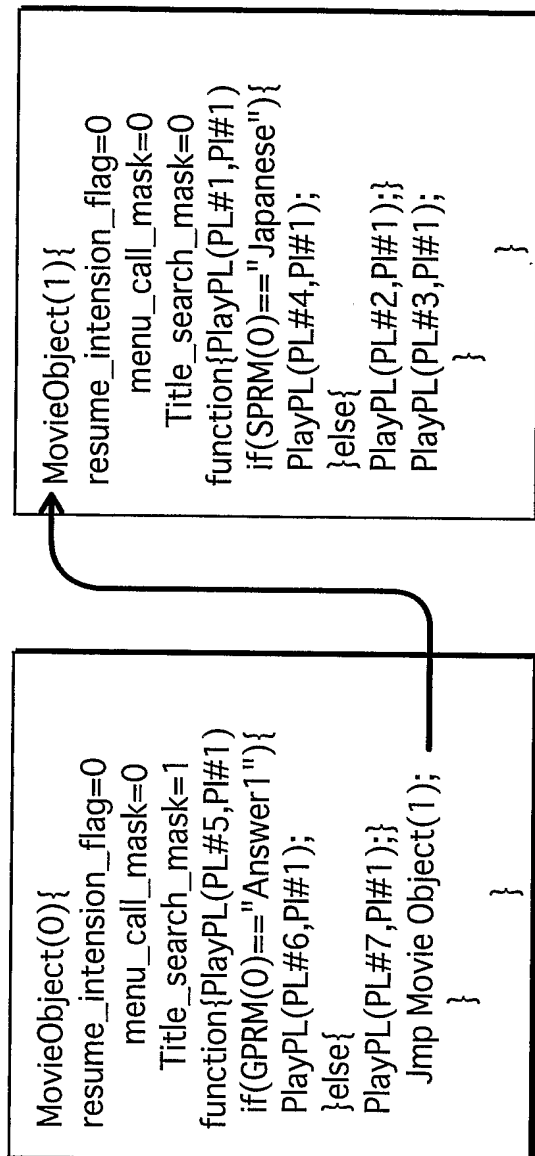 MovieObject(0){
resume_intension_flag=0
menu_call_mask=0
Title_search_mask=1
function{PlayPL(PL#5,PI#1)
if(GPRM(0)=="Answer1"){
PlayPL(PL#6,PI#1);
}else{
PlayPL(PL#7,PI#1);}
Jmp Movie Object(1);
}
}
MovieObject(1){
resume_intension_flag=0
menu_call_mask=0
Title_search_mask=0
function{PlayPL(PL#1,PI#1)
if(SPRM(0)=="Japanese"){
PlayPL(PL#4,PI#1);
}else{
PlayPL(PL#2,PI#1);}
PlayPL(PL#3,PI#1);
}
}